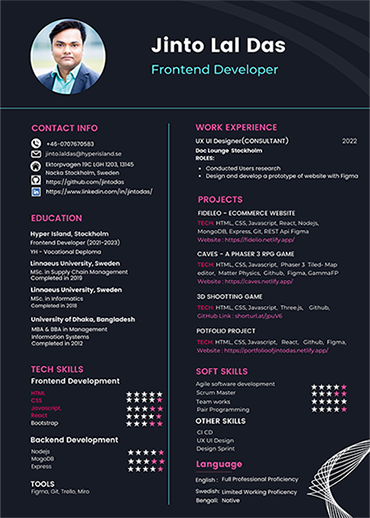 Jinto Lal Das
Frontend Developer
CONTACT INFO
+46-0707670583
jinto.laldas@hyperisland.se
Ektorpvagen 19C LGH 1203, 13145
Nacka Stockholm, Sweden
https://github.com/jintodas
https://www.linkedin.com/in/jintodas/
EDUCATION
Hyper Island, Stockholm
Frontend Developer (2021-2023)
YH - Vocational Deploma
Linnaeus University, Sweden
MSc. in Supply Chain Management
Completed in 2019
Linnaeus University, Sweden
MSc. in Informatics
Completed in 2018
University of Dhaka, Bangladesh
MBA & BBA in Management
Information Systems
Completed in 2012
TECH SKILLS
Frontend Development
HTML
CSS
Javascript
React
Bootstrap
Backend Development
Nodejs
MogoDB
Express
TOOLS
Figma, Git, Trello, Miro
WORK EXPERIENCE
UX UI Designer(CONSULTANT) 2022
Doc Lounge Stockholm
ROLES:
• Conducted Users research
• Design and develop a prototype of website with Figma
PROJECTS
FIDELEO - ECOMMERCE WEBSITE
TECH: HTML, CSS, Javascript, React, Nodejs,
MongoDB, Express, Git, REST Api Figma
Website : https://fidelio.netlify.app/
CAVES - A PHASER 3 RPG GAME
TECH: HTML, CSS, Javascript, Phaser 3 Tiled- Map
editor, Matter Physics, Github, Figma, GammaFP
Website : https://caves.netlify.app/
3D SHOOTING GAME
TECH: HTML, CSS, Javascript, Three.js, Github,
GitHub Link : shorturl.at/jpuV6
POTFOLIO PROJECT
TECH: HTML, CSS, Javascript, React, Github, Figma,
Website : https://portfolioofjintodas.netlify.app/
SOFT SKILLS
Agile software development
Scrum Master
Team works
Pair Programming
OTHER SKILLS
CI CD
UX UI Design
Design Sprint
Language
English : Full Professional Proficiency
Swedish: Limited Working Proficiency
Bengali: Native